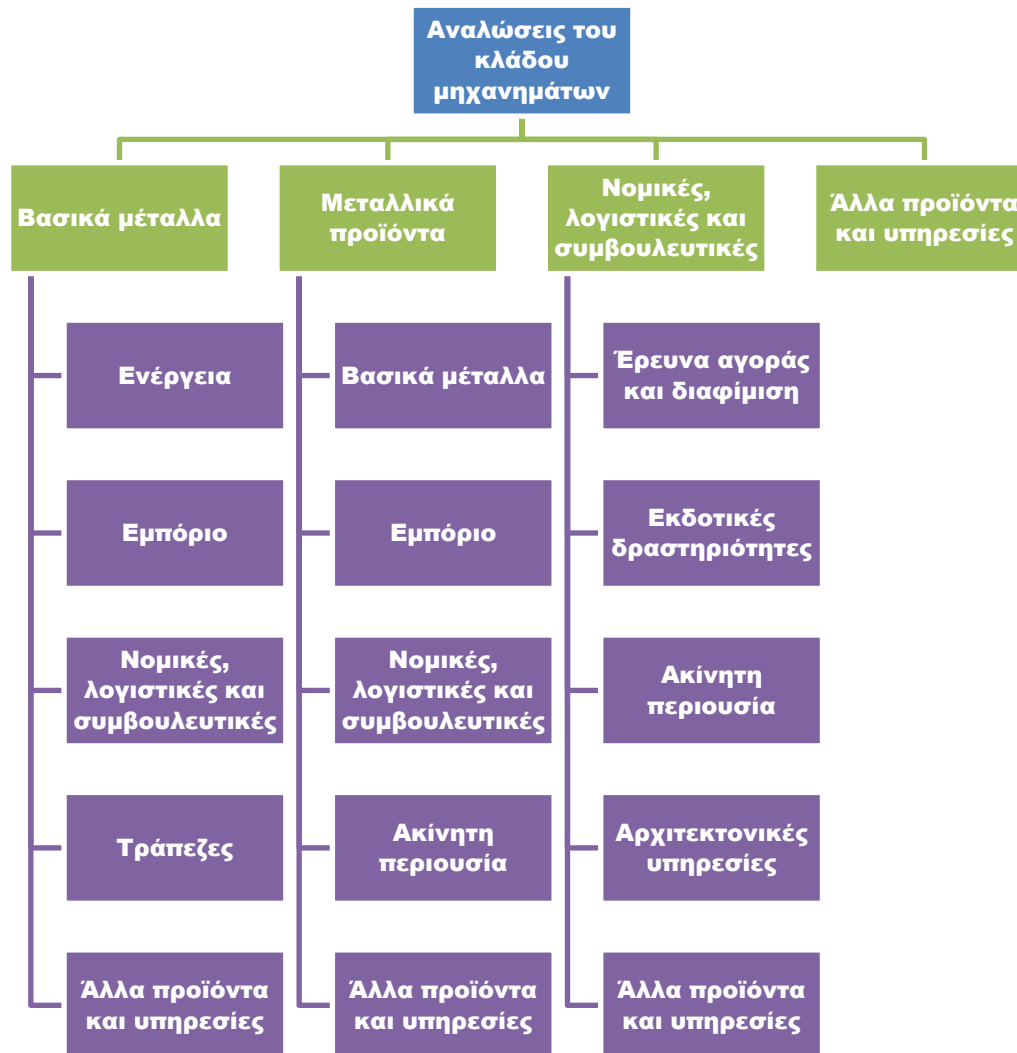 Αναλώσεις του
κλάδου
μηχανημάτων
Βασικά μέταλλα
Μεταλλικά
προϊόντα
Νομικές,
λογιστικές και
συμβουλευτικές
Άλλα προϊόντα
και υπηρεσίες
Ενέργεια
Εμπόριο
Νομικές,
λογιστικές και
συμβουλευτικές
Τράπεζες
Άλλα προϊόντα
και υπηρεσίες
Βασικά μέταλλα
Εμπόριο
Νομικές,
λογιστικές και
συμβουλευτικές
Ακίνητη
περιουσία
Άλλα προϊόντα
και υπηρεσίες
Έρευνα αγοράς
και διαφίμιση
Εκδοτικές
δραστηριότητες
Ακίνητη
περιουσία
Αρχιτεκτονικές
υπηρεσίες
Άλλα προϊόντα
και υπηρεσίες